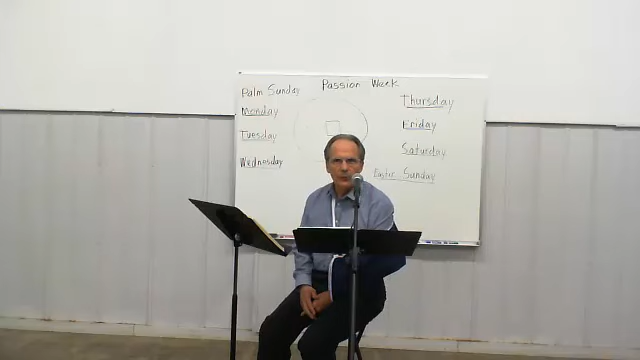 Passion Week
Palm Sunday
Monday
Tuesday
Wednesday
Thursday
Friday
Saturday
Easter Sunday